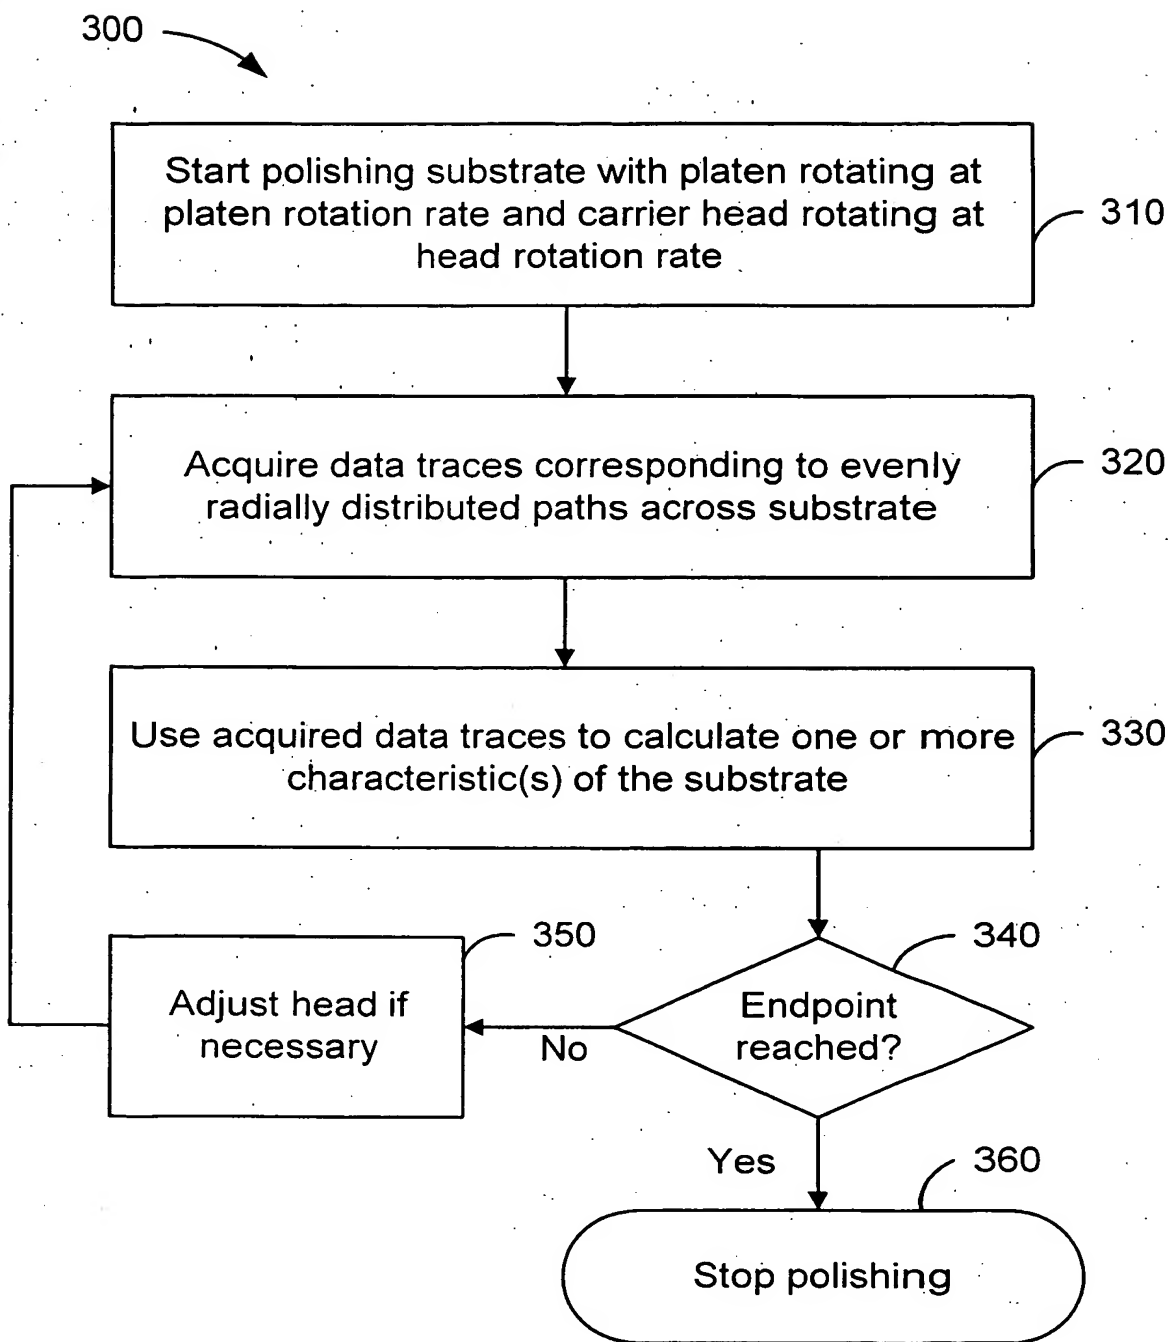 300
Start polishing substrate with platen rotating at
platen rotation rate and carrier head rotating at
head rotation rate
310
Acquire data traces corresponding to evenly
radially distributed paths across substrate
320
Use acquired data traces to calculate one or more
characteristic(s) of the substrate
330
350
340
Adjust head if
necessary
No
Endpoint
reached?
Yes
360
Stop polishing